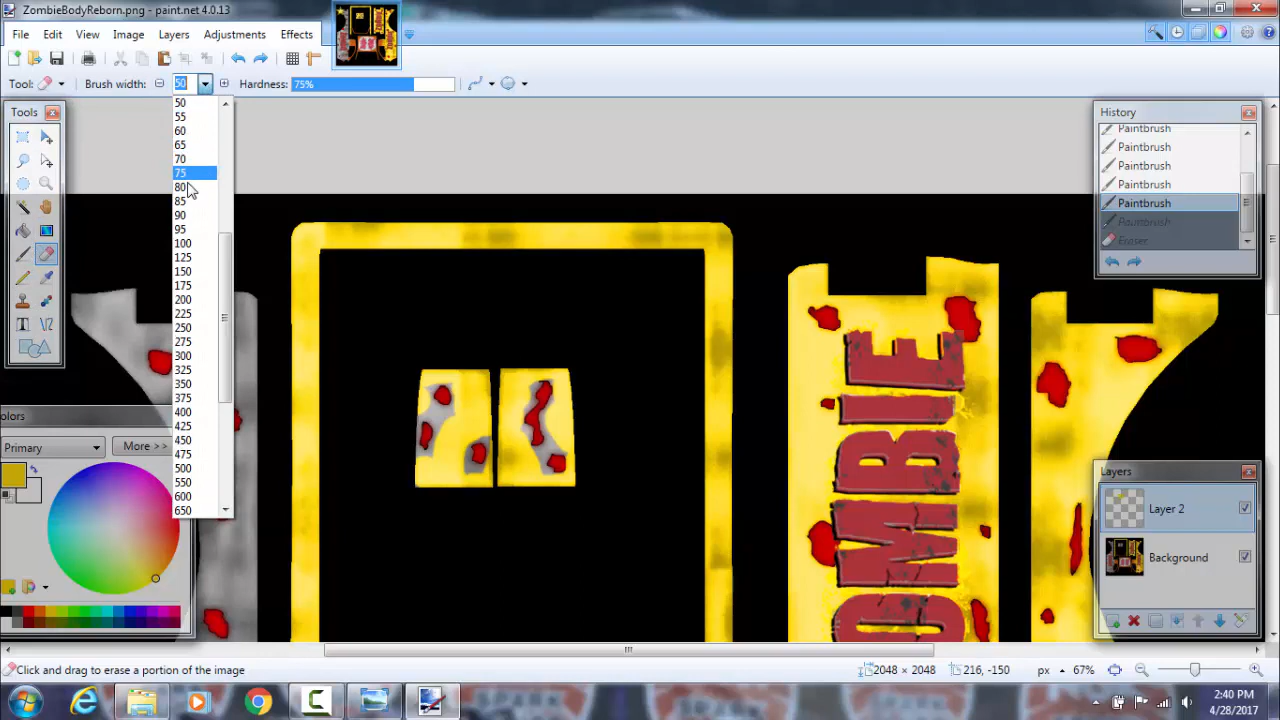 ZombieBodyReborn.png - paint.net 4.0.13
File Edit View Image Layers Adjustments Effects
Tool: Brush width: 50 Hardness: 75%
Tools
50
55
60
65
70
75
80
85
90
95
100
125
150
175
200
225
250
275
300
325
350
375
400
425
450
475
500
550
600
650
History
Paintbrush
Paintbrush
Paintbrush
Paintbrush
Paintbrush
Paintbrush
Eraser
ZOMBIE
olors
Primary More >>
Layers
Layer 2
Background
Click and drag to erase a portion of the image 2048 × 2048 216, -150 px 67%
2:40 PM
4/28/2017